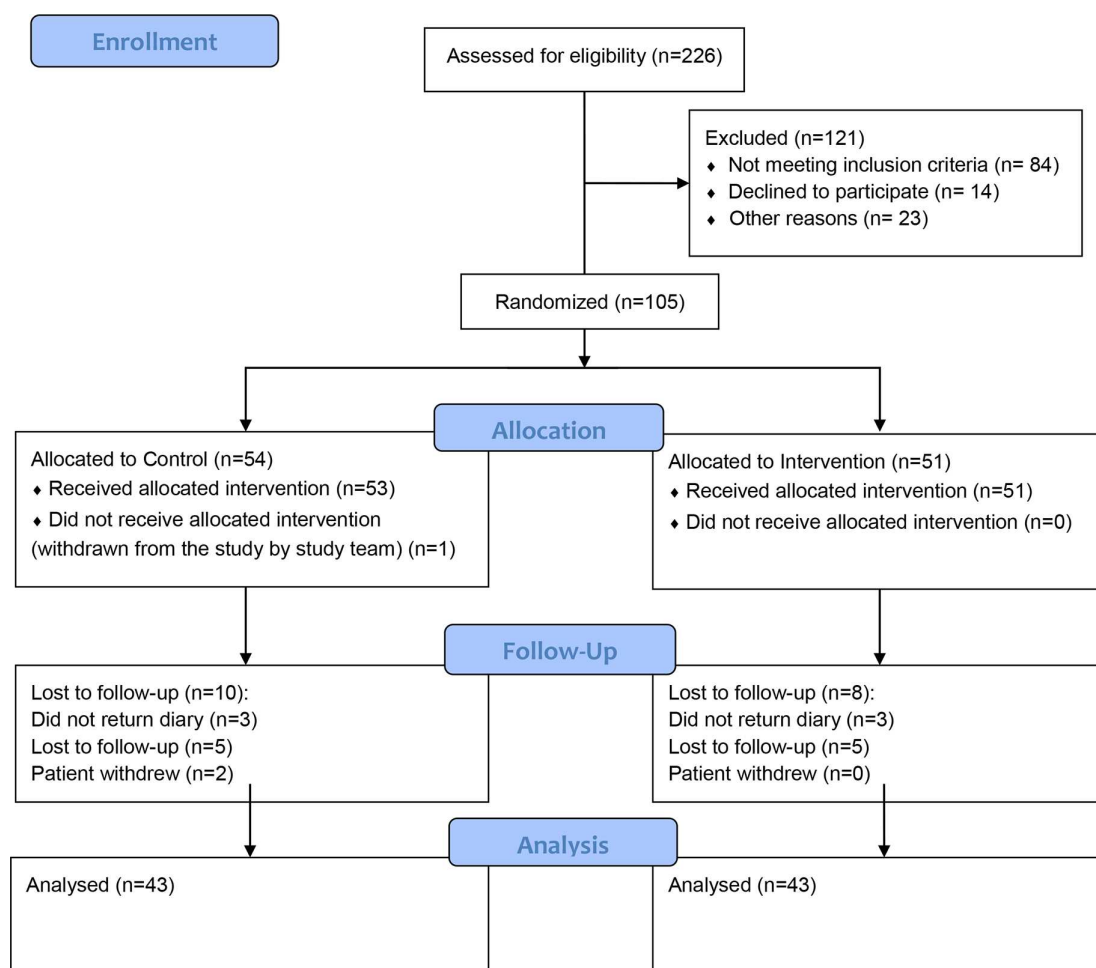 Enrollment
Assessed for eligibility (n=226)
Excluded (n=121)
♦ Not meeting inclusion criteria (n= 84)
♦ Declined to participate (n= 14)
♦ Other reasons (n= 23)
Randomized (n=105)
Allocation
Allocated to Control (n=54)
♦ Received allocated intervention (n=53)
♦ Did not receive allocated intervention
(withdrawn from the study by study team) (n=1)
Allocated to Intervention (n=51)
♦ Received allocated intervention (n=51)
♦ Did not receive allocated intervention (n=0)
Follow-Up
Lost to follow-up (n=10):
Did not return diary (n=3)
Lost to follow-up (n=5)
Patient withdrew (n=2)
Lost to follow-up (n=8):
Did not return diary (n=3)
Lost to follow-up (n=5)
Patient withdrew (n=0)
Analysis
Analysed (n=43)
Analysed (n=43)